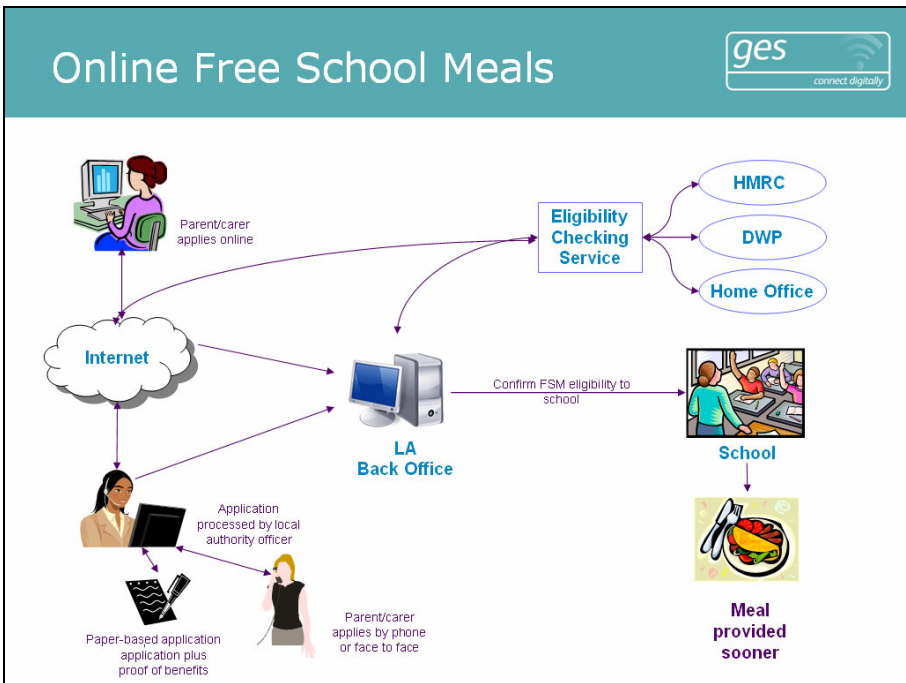 Online Free School Meals
ges
connect digitally
Parent/carer
applies online
Eligibility
Checking
Service
HMRC
DWP
Home Office
Internet
LA
Back Office
Confirm FSM eligibility to
school
School
Application
processed by local
authority officer
Paper-based application
application plus
proof of benefits
Parent/carer
applies by phone
or face to face
Meal
provided
sooner